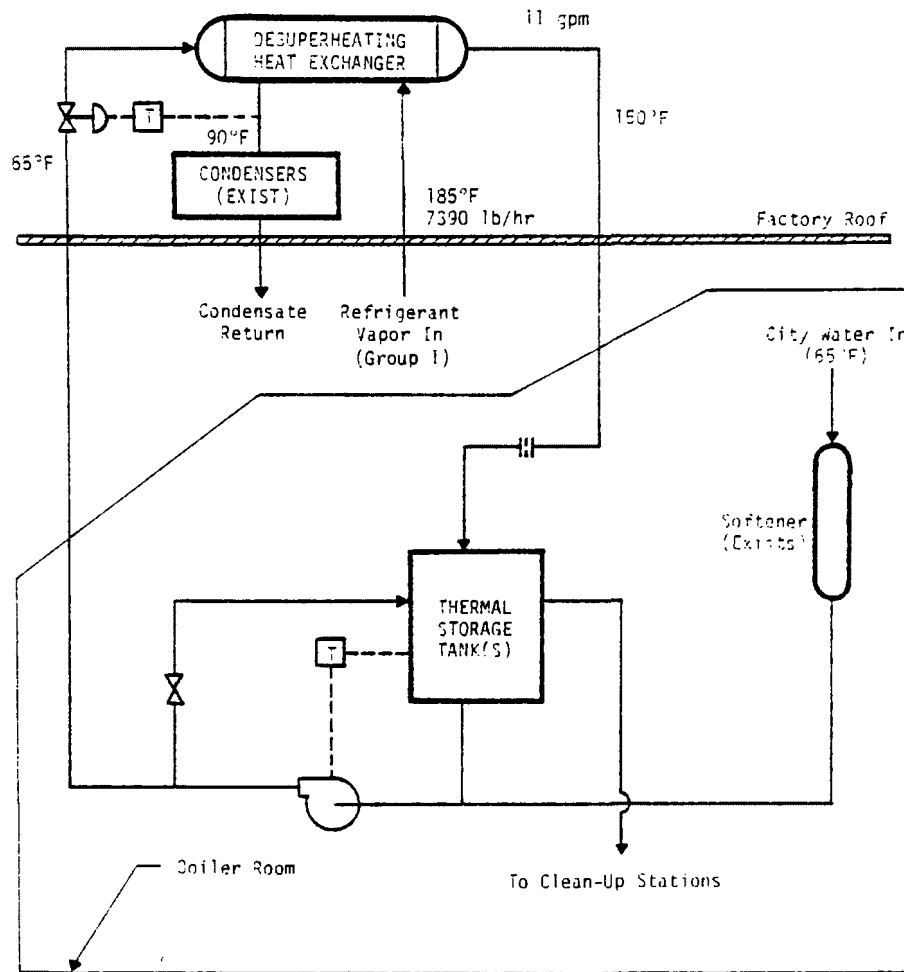 11 gpm
DESUPERHEATING
HEAT EXCHANGER
T
150°F
65°F
90°F
CONDENSERS
(EXIST)
185°F
7390 lb/hr
Factory Roof
Condensate
Return
Refrigerant
Vapor In
(Group I)
City Water In
(65°F)
Softener
(Exists)
THERMAL
STORAGE
TANK(S)
T
Boiler Room
To Clean-Up Stations